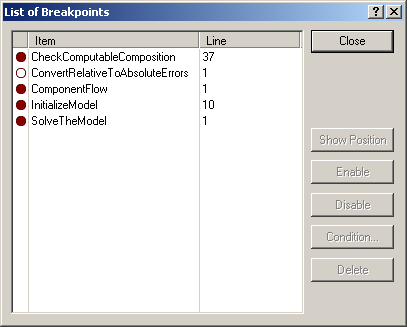 List of Breakpoints
Item Line
Close
CheckComputableComposition 37
ConvertRelativeToAbsoluteErrors 1
ComponentFlow 1
InitializeModel 10
SolveTheModel 1
Show Position
Enable
Disable
Condition...
Delete